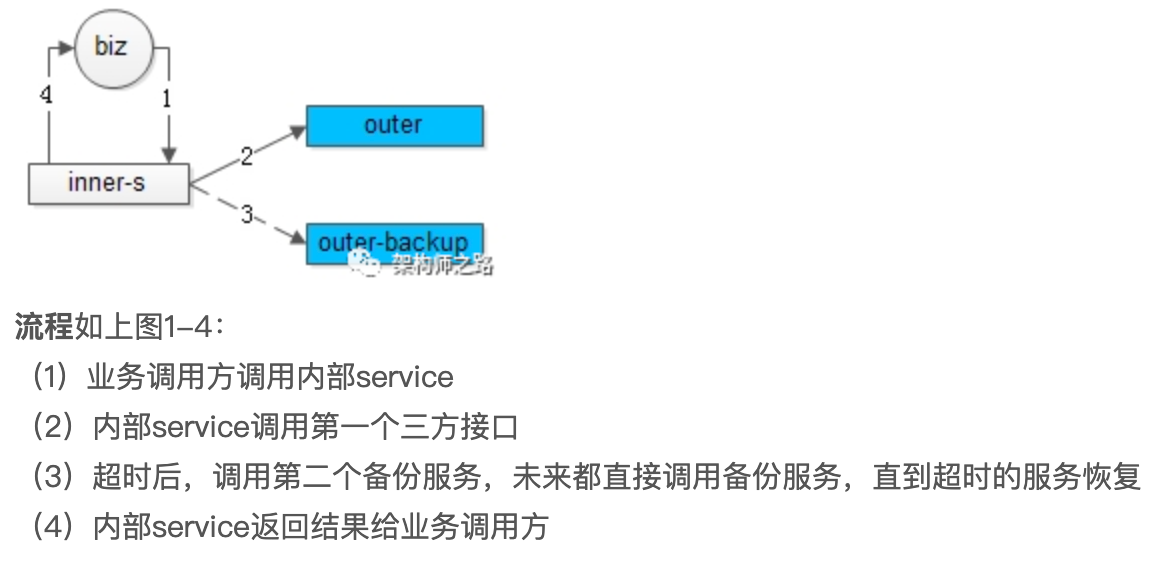 biz
4
1
outer
2
inner-s
3
outer-backup
架构师之路
流程如上图1-4：
（1）业务调用方调用内部service
（2）内部service调用第一个三方接口
（3）超时后，调用第二个备份服务，未来都直接调用备份服务，直到超时的服务恢复
（4）内部service返回结果给业务调用方